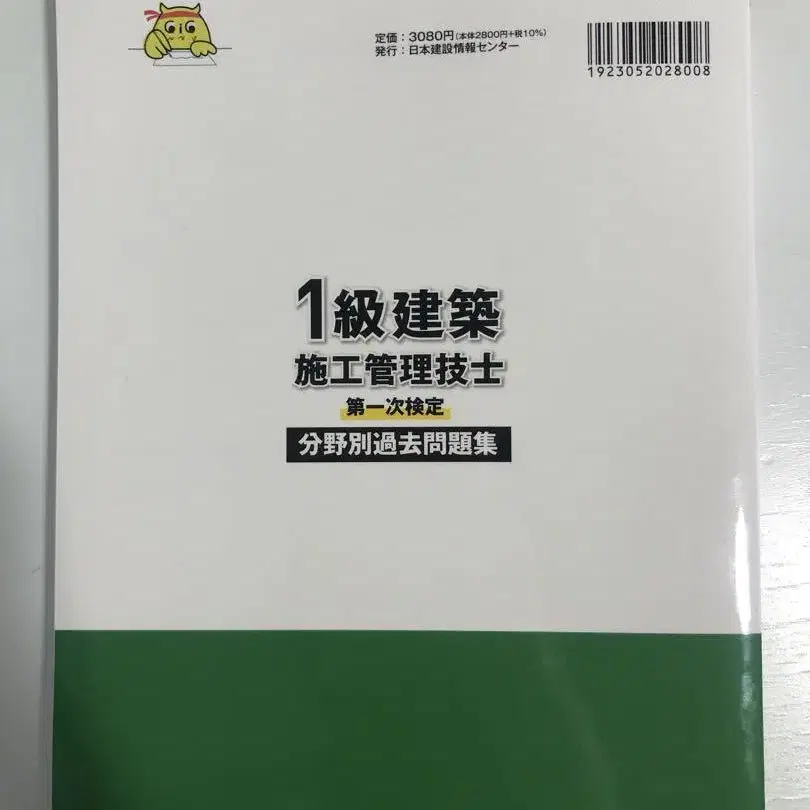 定価：3080円（本体2800円+税10%）
発行：日本建設情報センター
1923052028008
1級建築
施工管理技士
第一次検定
分野別過去問題集